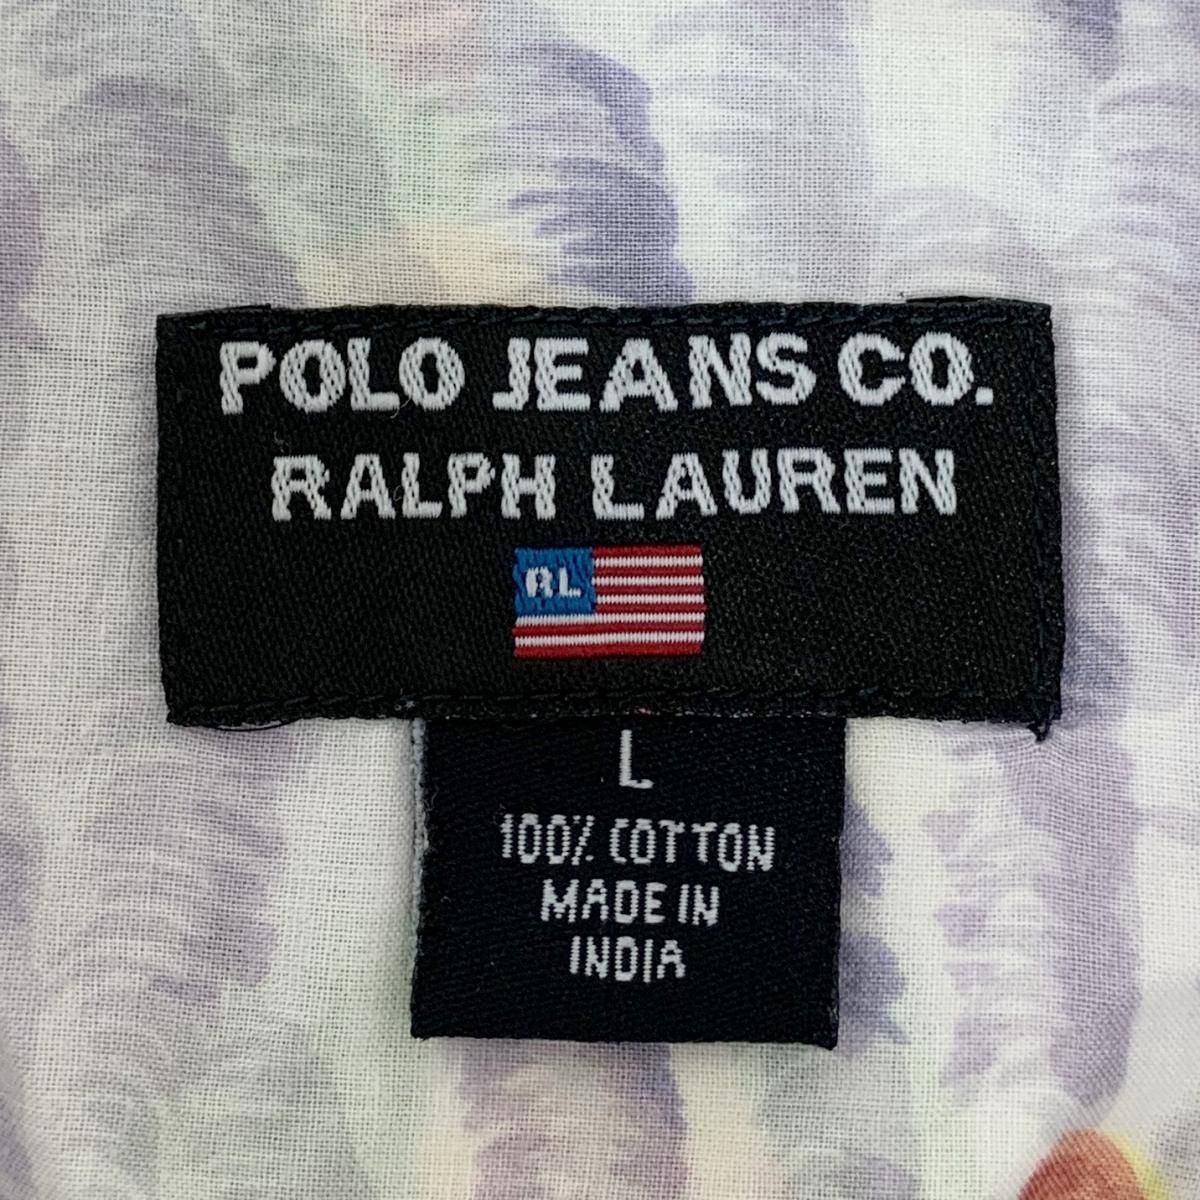 POLO JEANS CO.
RALPH LAUREN
RL
L
100% COTTON
MADE IN
INDIA